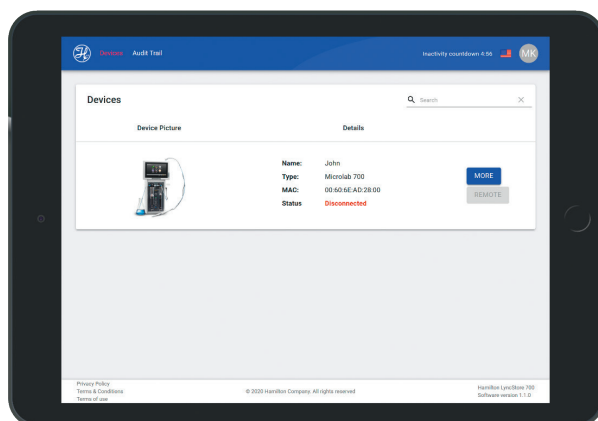 Devices Audit Trail
Inactivity countdown 4:56
MK
Devices
Search
Device Picture Details
Name: John
Type: Microlab 700
MAC: 00:60:6E:AD:28:00
Status Disconnected
MORE
REMOTE
Privacy Policy
Terms & Conditions
Terms of use
© 2020 Hamilton Company. All rights reserved
Hamilton Lyni-Store 700
Software version 1.1.0